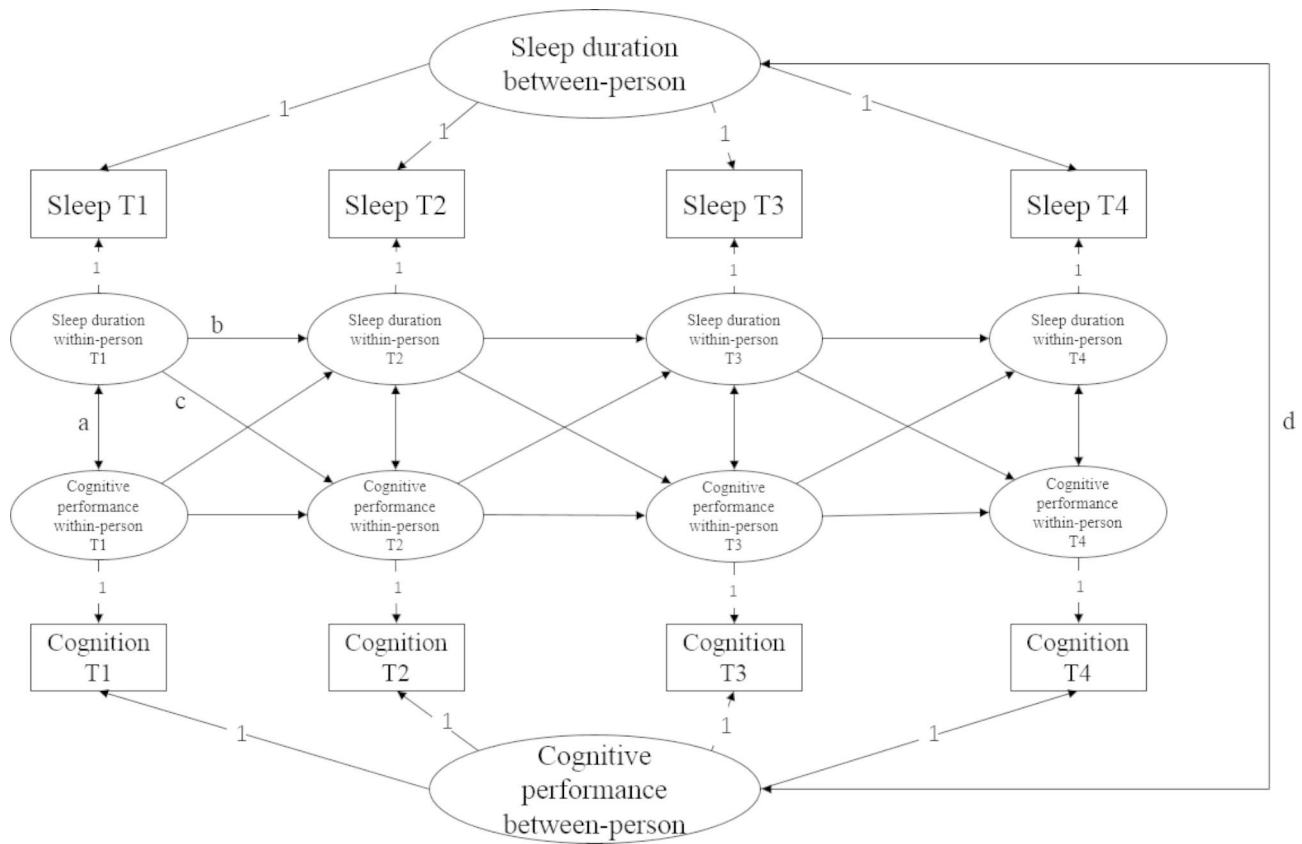 Sleep duration
between-person
1
1
1
1
Sleep T1
Sleep T2
Sleep T3
Sleep T4
1
1
1
1
Sleep duration
within-person
T1
b
Sleep duration
within-person
T2
Sleep duration
within-person
T3
Sleep duration
within-person
T4
c
a
d
Cognitive
performance
within-person
T1
Cognitive
performance
within-person
T2
Cognitive
performance
within-person
T3
Cognitive
performance
within-person
T4
1
1
1
1
Cognition
T1
Cognition
T2
Cognition
T3
Cognition
T4
1
1
1
1
Cognitive
performance
between-person